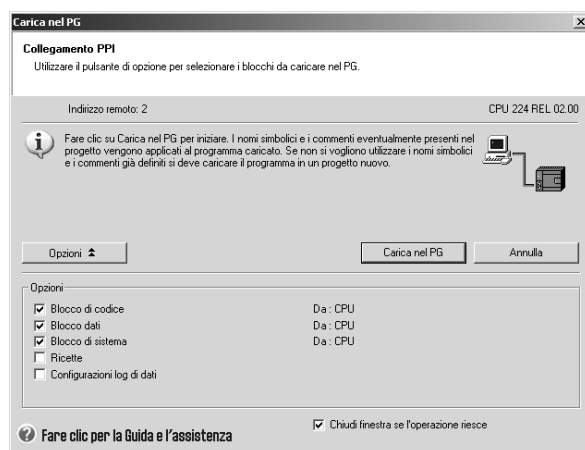 Carica nel PG
Collegamento PPI
Utilizzare il pulsante di opzione per selezionare i blocchi da caricare nel PG.
Indirizzo remoto: 2 CPU 224 REL 02.00
Fare clic su Carica nel PG per iniziare. I nomi simbolici e i commenti eventualmente presenti nel
progetto vengono applicati al programma caricato. Se non si vogliono utilizzare i nomi simbolici
e i commenti già definiti si deve caricare il programma in un progetto nuovo.
Opzioni Carica nel PG Annulla
Opzioni
Blocco di codice Da : CPU
Blocco dati Da : CPU
Blocco di sistema Da : CPU
Ricette
Configurazioni log di dati
Fare clic per la Guida e l'assistenza Chiudi finestra se l'operazione riesce